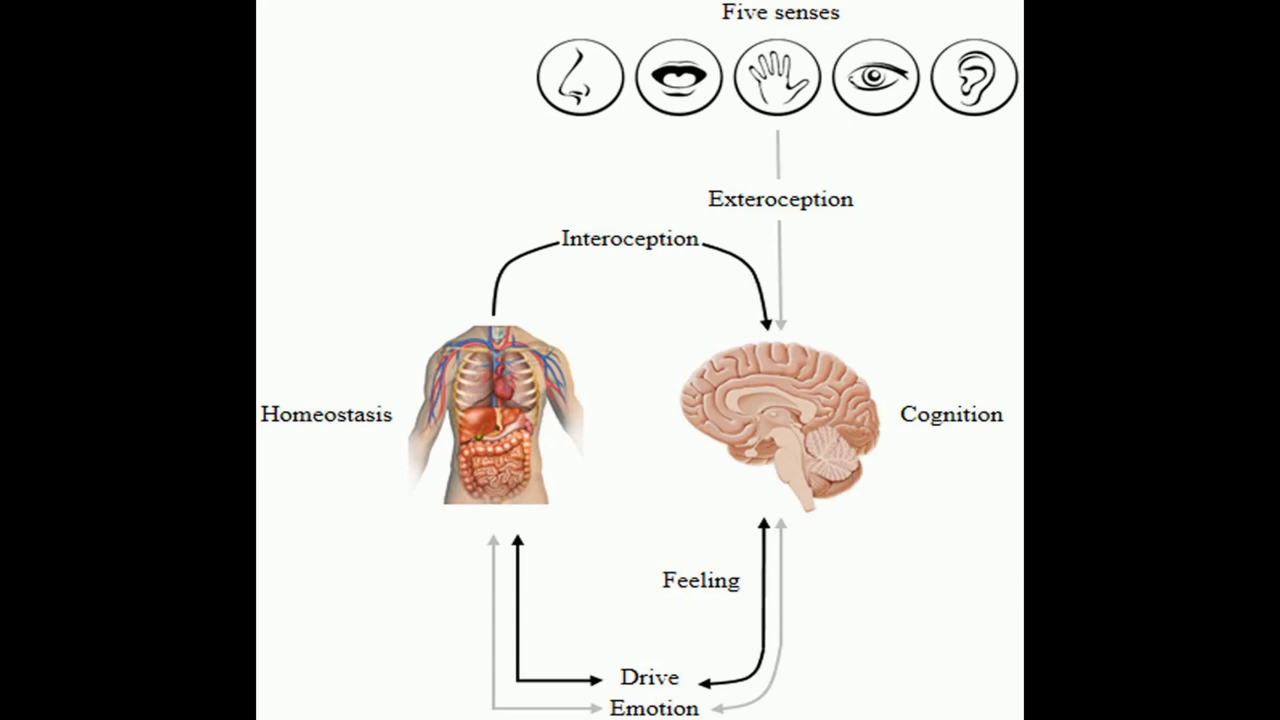 Five senses
Exteroception
Interoception
Homeostasis
Cognition
Feeling
Drive
Emotion